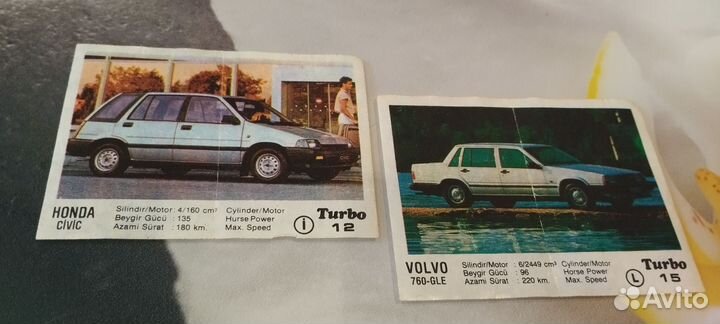 HONDA
CİVİC
Silindir/Motor : 4/160 cm³ Cylinder/Motor
Beygir Gücü : 135 Hurse Power
Azami Sürat : 180 km. Max. Speed
i
Turbo
12
VOLVO
760-GLE
Silindir/Motor : 6/2449 cm³ Cylinder/Motor
Beygir Gücü : 96 Horse Power
Azami Sürat : 220 km. Max. Speed
L
Turbo
15
Avito